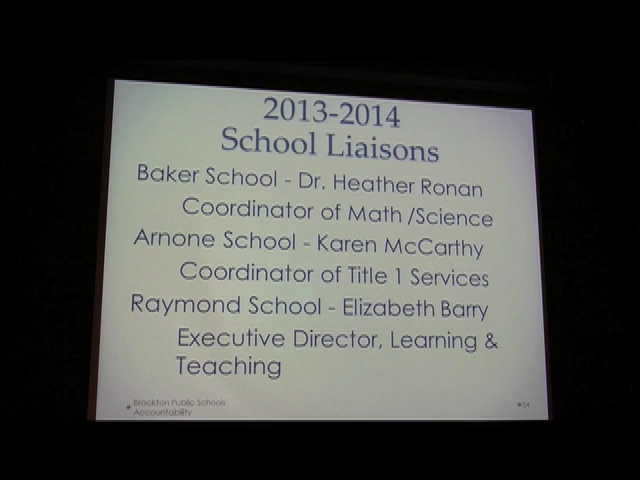 2013-2014
School Liaisons
Baker School - Dr. Heather Ronan
Coordinator of Math /Science
Arnone School - Karen McCarthy
Coordinator of Title 1 Services
Raymond School - Elizabeth Barry
Executive Director, Learning &
Teaching
Brockton Public Schools
Accountability
54